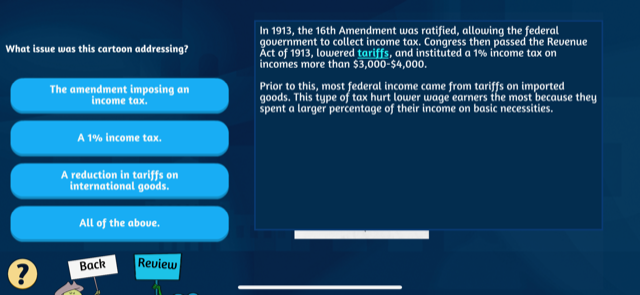 What issue was this cartoon addressing?
The amendment imposing an
income tax.
A 1% income tax.
A reduction in tariffs on
international goods.
All of the above.
In 1913, the 16th Amendment was ratified, allowing the federal
government to collect income tax. Congress then passed the Revenue
Act of 1913, lowered tariffs, and instituted a 1% income tax on
incomes more than $3,000-$4,000.
Prior to this, most federal income came from tariffs on imported
goods. This type of tax hurt lower wage earners the most because they
spent a larger percentage of their income on basic necessities.
?
Back
Review